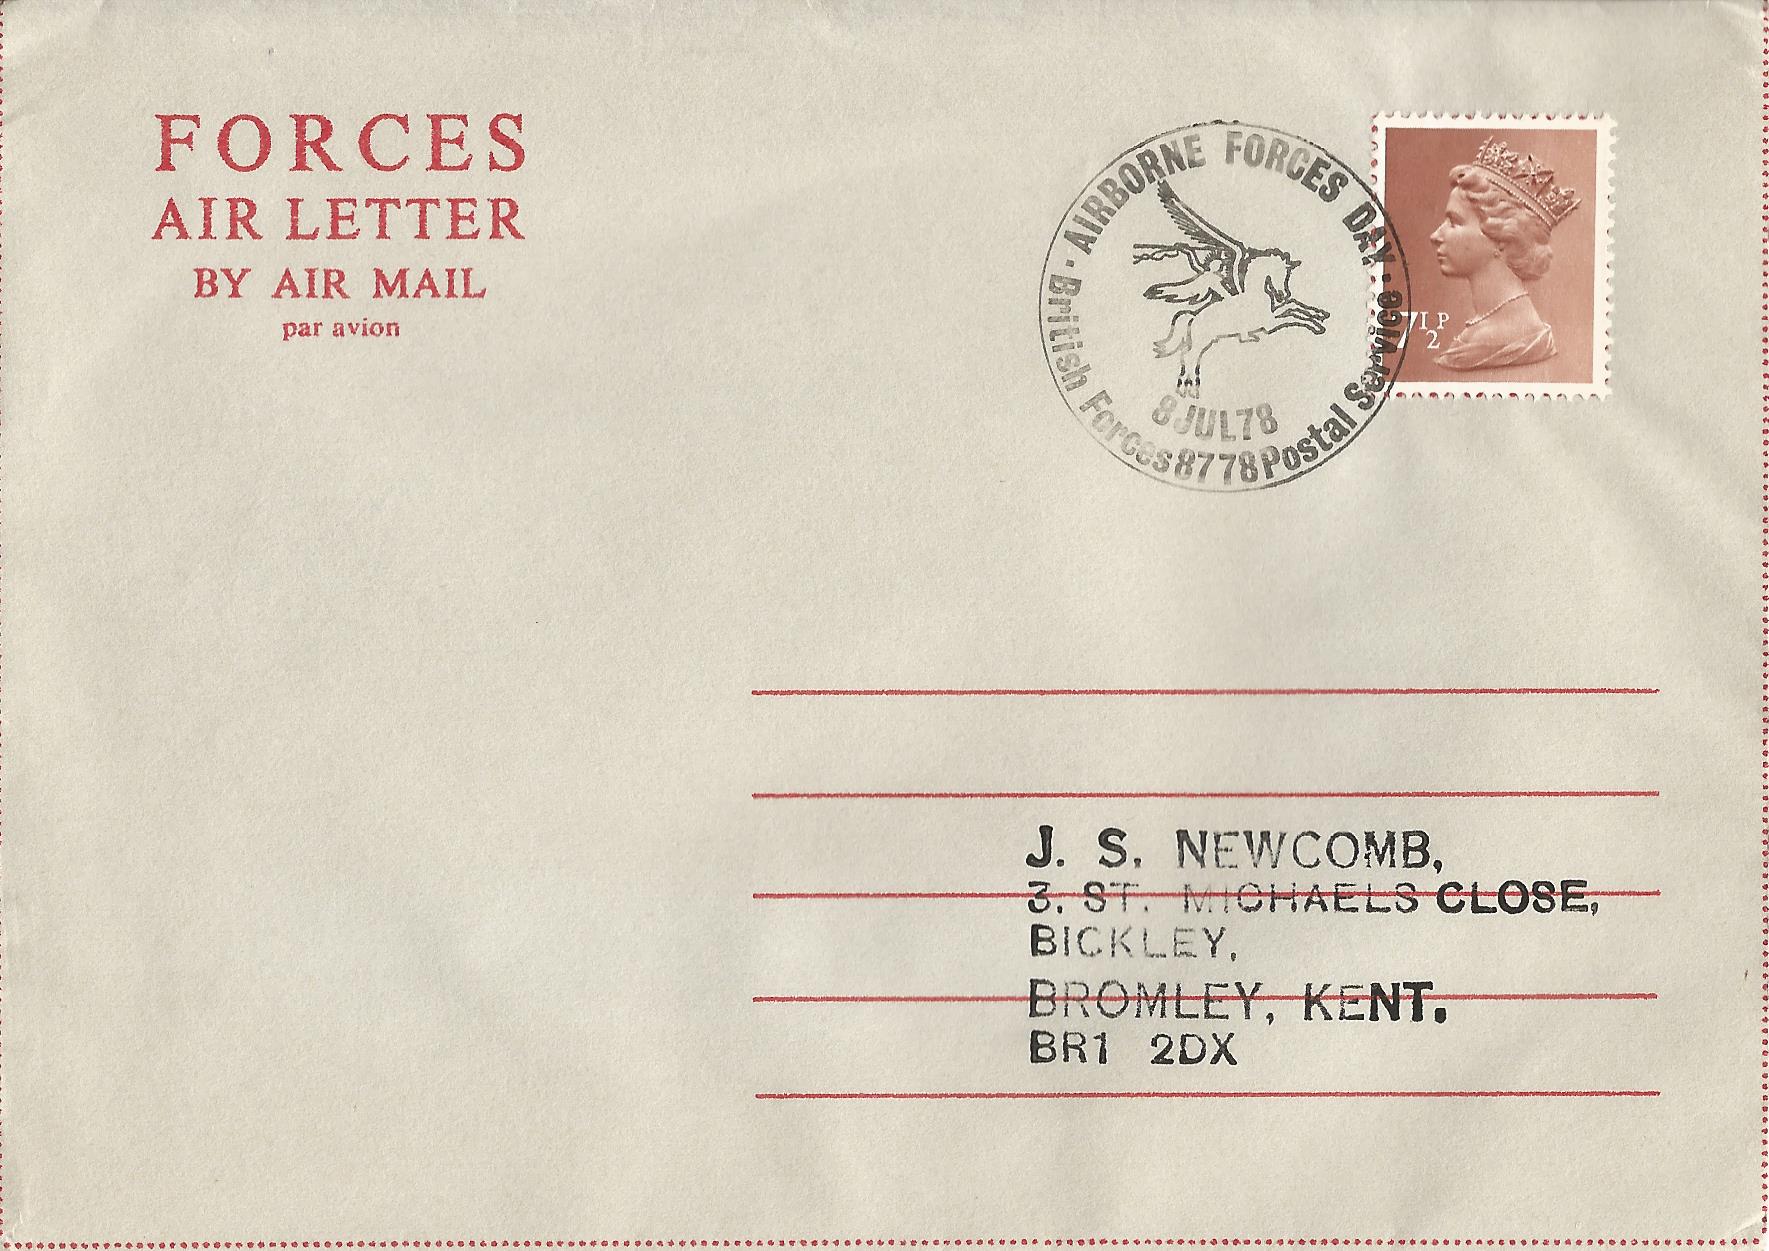 FORCES
AIR LETTER
BY AIR MAIL
par avion
· AIRBORNE FORCES DAY ·
8 JUL 78
British Forces 8778 Postal Service
7½P
J. S. NEWCOMB,
3. ST. MICHAELS CLOSE,
BICKLEY,
BROMLEY, KENT.
BR1 2DX